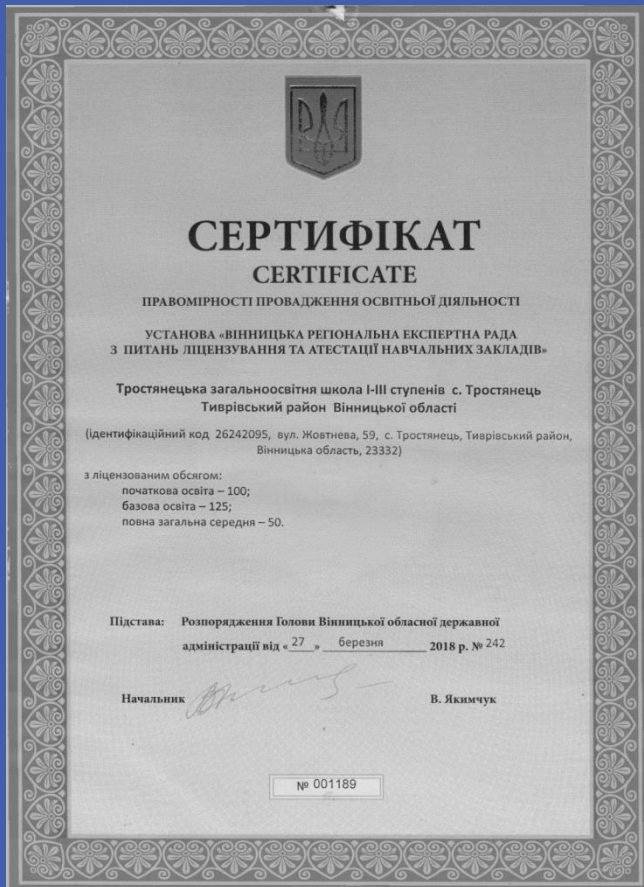 СЕРТИФІКАТ
CERTIFICATE
ПРАВОМІРНОСТІ ПРОВАДЖЕННЯ ОСВІТНЬОЇ ДІЯЛЬНОСТІ
УСТАНОВА «ВІННИЦЬКА РЕГІОНАЛЬНА ЕКСПЕРТНА РАДА
З ПИТАНЬ ЛІЦЕНЗУВАННЯ ТА АТЕСТАЦІЇ НАВЧАЛЬНИХ ЗАКЛАДІВ»
Тростянецька загальноосвітня школа І-ІІІ ступенів с. Тростянець
Тиврівський район Вінницької області
(ідентифікаційний код 26242095, вул. Жовтнева, 59, с. Тростянець, Тиврівський район,
Вінницька область, 23332)
з ліцензованим обсягом:
початкова освіта – 100;
базова освіта – 125;
повна загальна середня – 50.
Підстава: Розпорядження Голови Вінницької обласної державної
адміністрації від « 27 » березня 2018 р. № 242
Начальник В. Якимчук
№ 001189